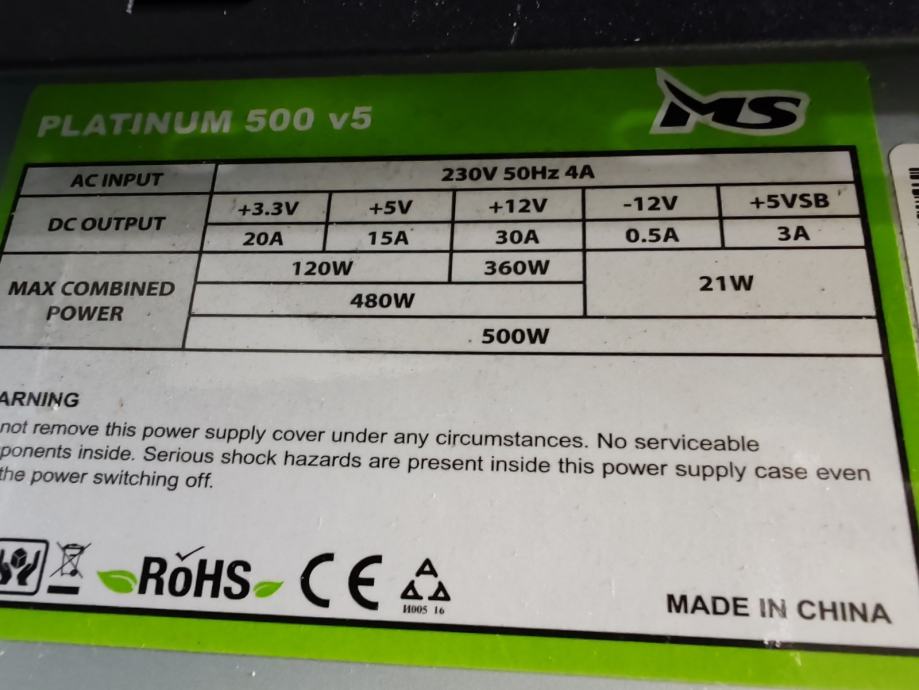 PLATINUM 500 v5
MS
AC INPUT 230V 50Hz 4A
DC OUTPUT +3.3V +5V +12V -12V +5VSB
20A 15A 30A 0.5A 3A
MAX COMBINED POWER 120W 360W 21W
480W
500W
ARNING
not remove this power supply cover under any circumstances. No serviceable
ponents inside. Serious shock hazards are present inside this power supply case even
the power switching off.
RoHS CE
И005 16
MADE IN CHINA